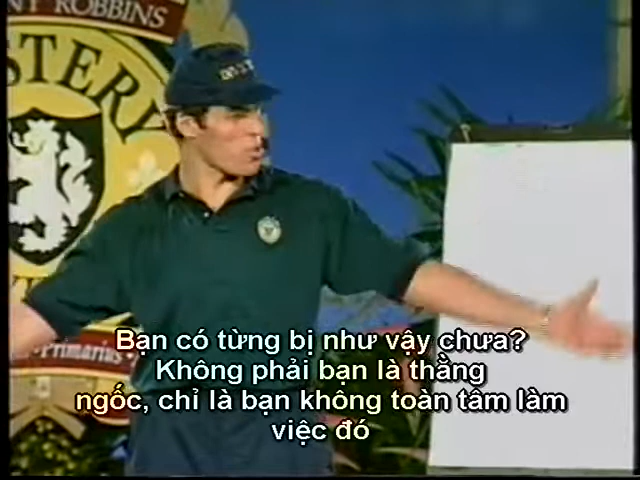 NY ROBBINS
STERY
Primarius
Bạn có từng bị như vậy chưa?
Không phải bạn là thằng
ngốc, chỉ là bạn không toàn tâm làm
việc đó